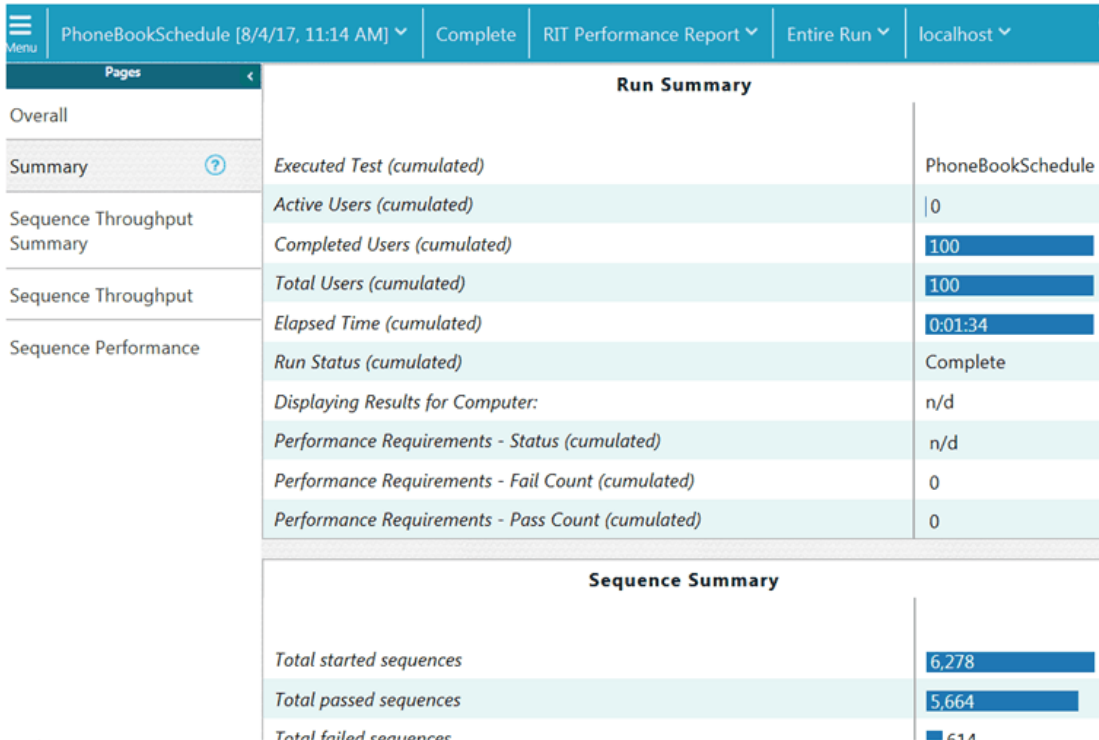 Menu
PhoneBookSchedule [8/4/17, 11:14 AM]
Complete
RIT Performance Report
Entire Run
localhost
Pages
Overall
Summary
?
Sequence Throughput
Summary
Sequence Throughput
Sequence Performance
Run Summary
Executed Test (cumulated) PhoneBookSchedule
Active Users (cumulated) 0
Completed Users (cumulated) 100
Total Users (cumulated) 100
Elapsed Time (cumulated) 0:01:34
Run Status (cumulated) Complete
Displaying Results for Computer: n/d
Performance Requirements - Status (cumulated) n/d
Performance Requirements - Fail Count (cumulated) 0
Performance Requirements - Pass Count (cumulated) 0
Sequence Summary
Total started sequences 6,278
Total passed sequences 5,664
Total failed sequences 614